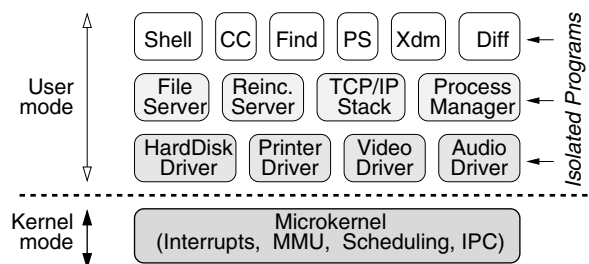 Shell CC Find PS Xdm Diff
User mode
File Server
Reinc. Server
TCP/IP Stack
Process Manager
HardDisk Driver
Printer Driver
Video Driver
Audio Driver
Isolated Programs
Kernel mode
Microkernel
(Interrupts, MMU, Scheduling, IPC)